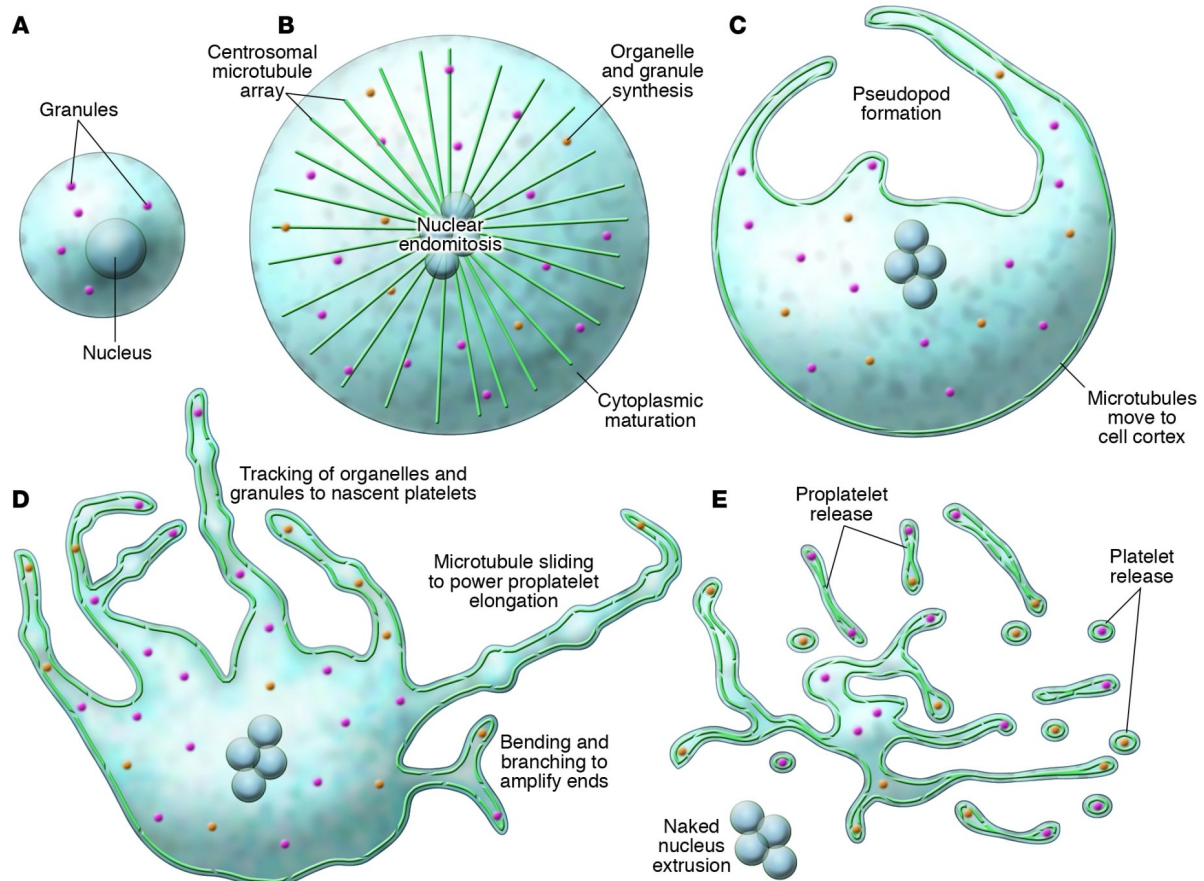 A
Granules
Nucleus
B
Centrosomal
microtubule
array
Organelle
and granule
synthesis
Nuclear
endomitosis
Cytoplasmic
maturation
C
Pseudopod
formation
Microtubules
move to
cell cortex
D
Tracking of organelles and
granules to nascent platelets
Microtubule sliding
to power proplatelet
elongation
Bending and
branching to
amplify ends
E
Proplatelet
release
Platelet
release
Naked
nucleus
extrusion